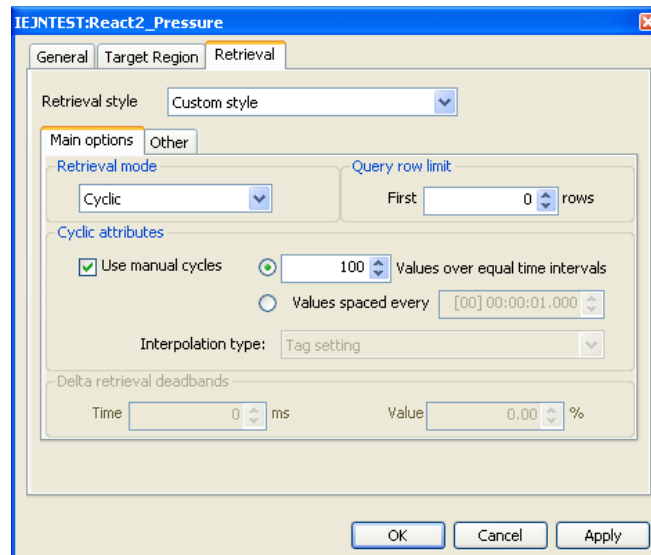 IEJNTEST:React2_Pressure
General Target Region Retrieval
Retrieval style Custom style
Main options Other
Retrieval mode Query row limit
Cyclic First 0 rows
Cyclic attributes
Use manual cycles 100 Values over equal time intervals
Values spaced every [00] 00:00:01.000
Interpolation type: Tag setting
Delta retrieval deadbands
Time 0 ms Value 0.00 %
OK Cancel Apply